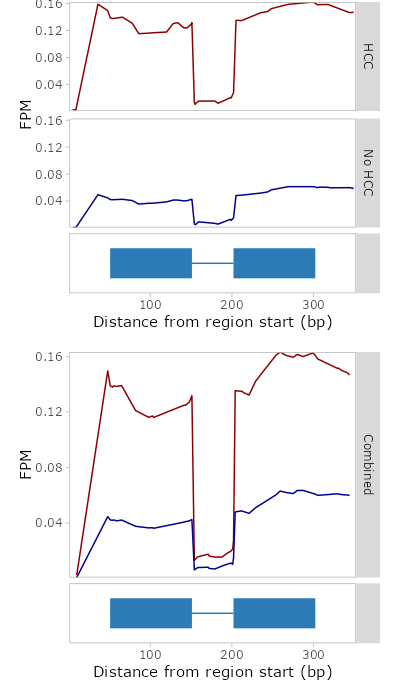 0.16
0.12
0.08
0.04
HCC
FPM
0.16
0.12
0.08
0.04
No HCC
100 200 300
Distance from region start (bp)
0.16
0.12
0.08
0.04
FPM
Combined
100 200 300
Distance from region start (bp)